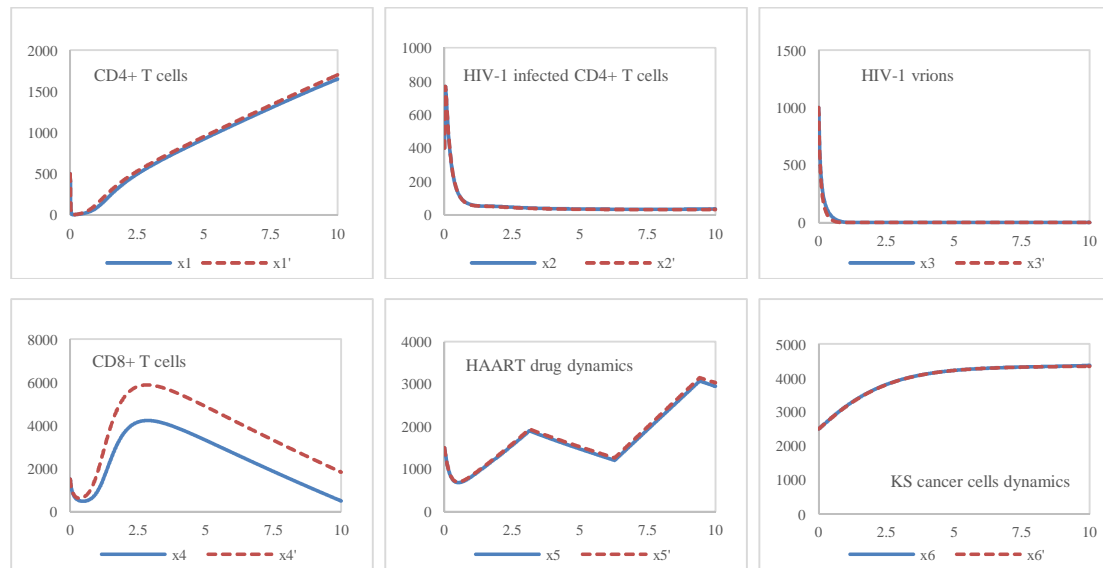 CD4+ T cells
2000
1500
1000
500
0
0 2.5 5 7.5 10
x1 x1'
HIV-1 infected CD4+ T cells
1000
800
600
400
200
0
0 2.5 5 7.5 10
x2 x2'
HIV-1 vrions
1500
1000
500
0
0 2.5 5 7.5 10
x3 x3'
CD8+ T cells
8000
6000
4000
2000
0
0 2.5 5 7.5 10
x4 x4'
HAART drug dynamics
4000
3000
2000
1000
0
0 2.5 5 7.5 10
x5 x5'
5000
4000
3000
2000
1000
0
KS cancer cells dynamics
0 2.5 5 7.5 10
x6 x6'